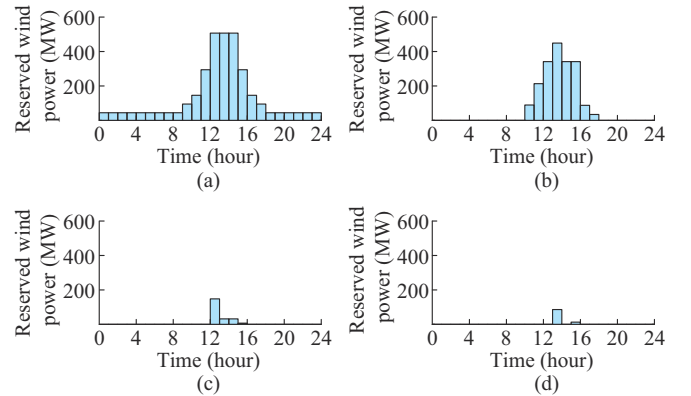 Reserved wind
power (MW)
600
400
200
0 4 8 12 16 20 24
Time (hour)
(a)
Reserved wind
power (MW)
600
400
200
0 4 8 12 16 20 24
Time (hour)
(b)
Reserved wind
power (MW)
600
400
200
0 4 8 12 16 20 24
Time (hour)
(c)
Reserved wind
power (MW)
600
400
200
0 4 8 12 16 20 24
Time (hour)
(d)